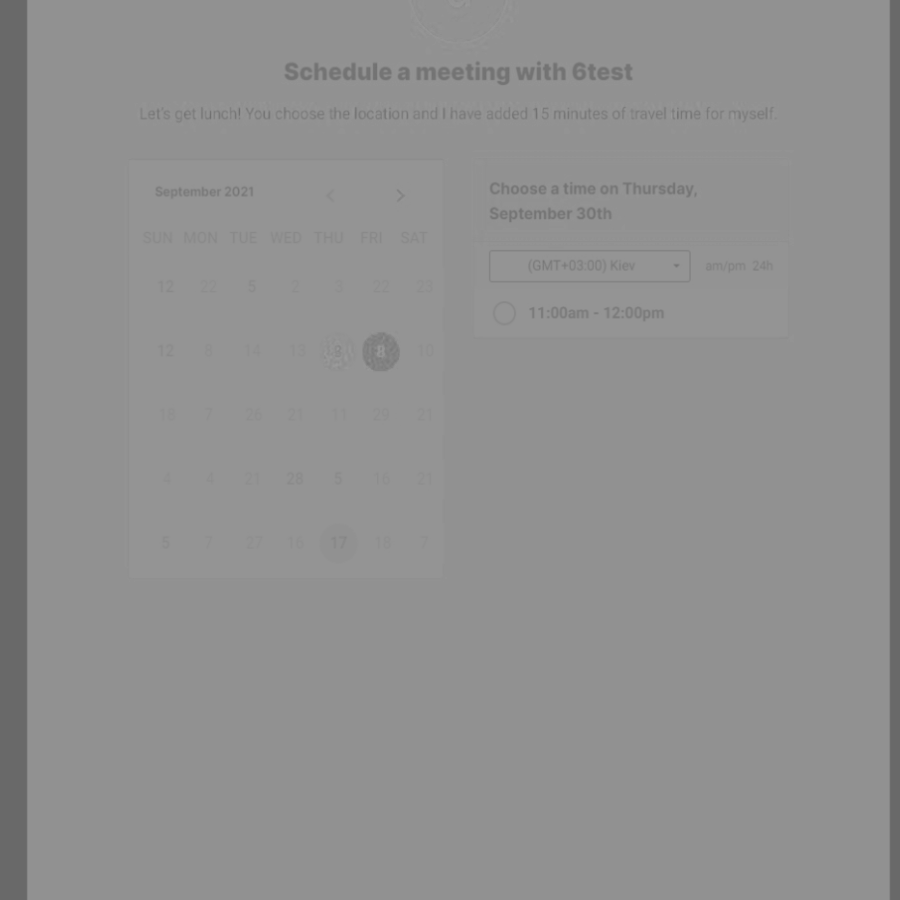 Schedule a meeting with 6test
Let's get lunch! You choose the location and I have added 15 minutes of travel time for myself.
September 2021
SUN MON TUE WED THU FRI SAT
12 22 5 2 3 22 23
12 8 14 13 8 10
18 7 26 21 11 29 21
4 4 21 28 5 16 21
5 7 27 16 17 18 7
Choose a time on Thursday,
September 30th
(GMT+03:00) Kiev am/pm 24h
11:00am - 12:00pm